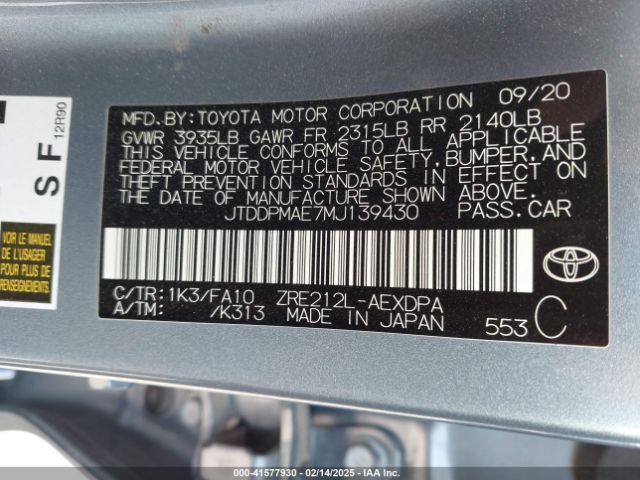 MFD.BY:TOYOTA MOTOR CORPORATION 09/20
GVWR 3935LB GAWR FR 2315LB RR 2140LB
THIS VEHICLE CONFORMS TO ALL APPLICABLE
FEDERAL MOTOR VEHICLE SAFETY,BUMPER,AND
THEFT PREVENTION STANDARDS IN EFFECT ON
THE DATE OF MANUFACTURE SHOWN ABOVE.
JTDDPMAE7MJ139430 PASS.CAR
C/TR:1K3/FA10 ZRE212L-AEXDPA
A/TM: /K313 MADE IN JAPAN 553 C
S F
12R90
VOIR LE MANUEL
DE L'USAGER
POUR PLUS DE
RENSEIGNEMENTS
000-41577930 - 02/14/2025 - IAA Inc.